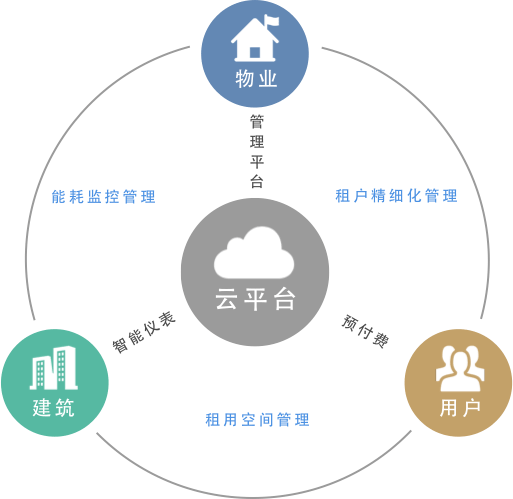 物业
管理平台
能耗监控管理
租户精细化管理
云平台
智能仪表
预付费
建筑
用户
租用空间管理